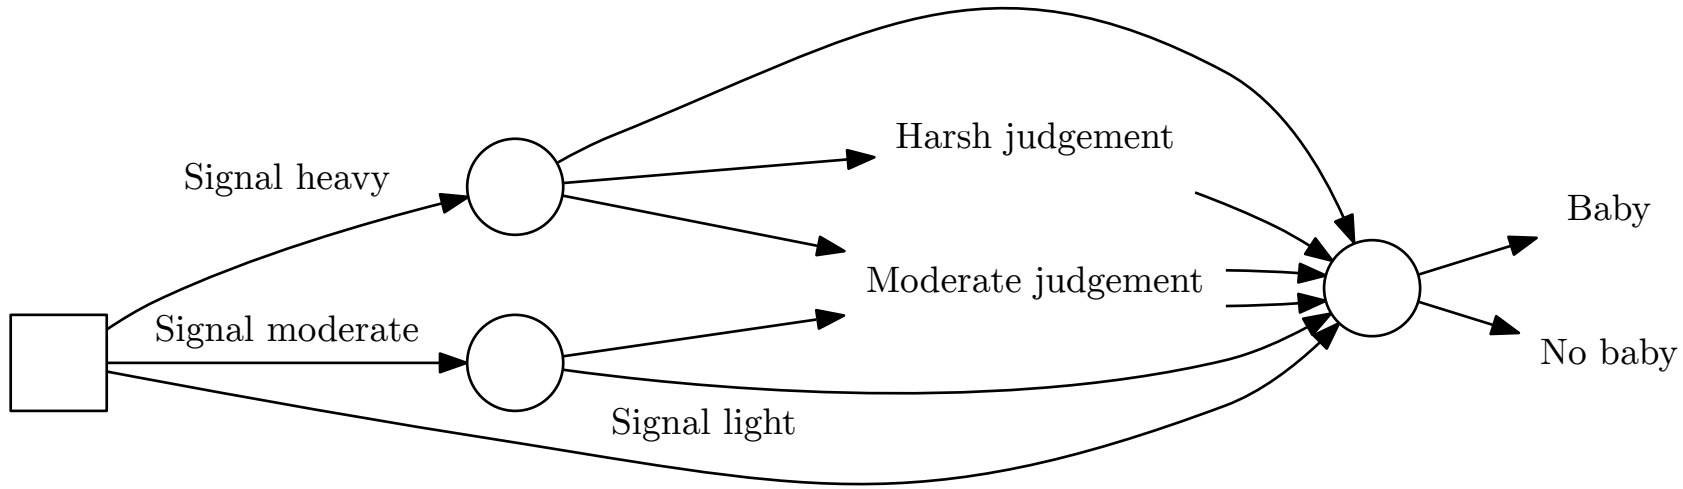 Signal heavy
Signal moderate
Signal light
Harsh judgement
Moderate judgement
Baby
No baby